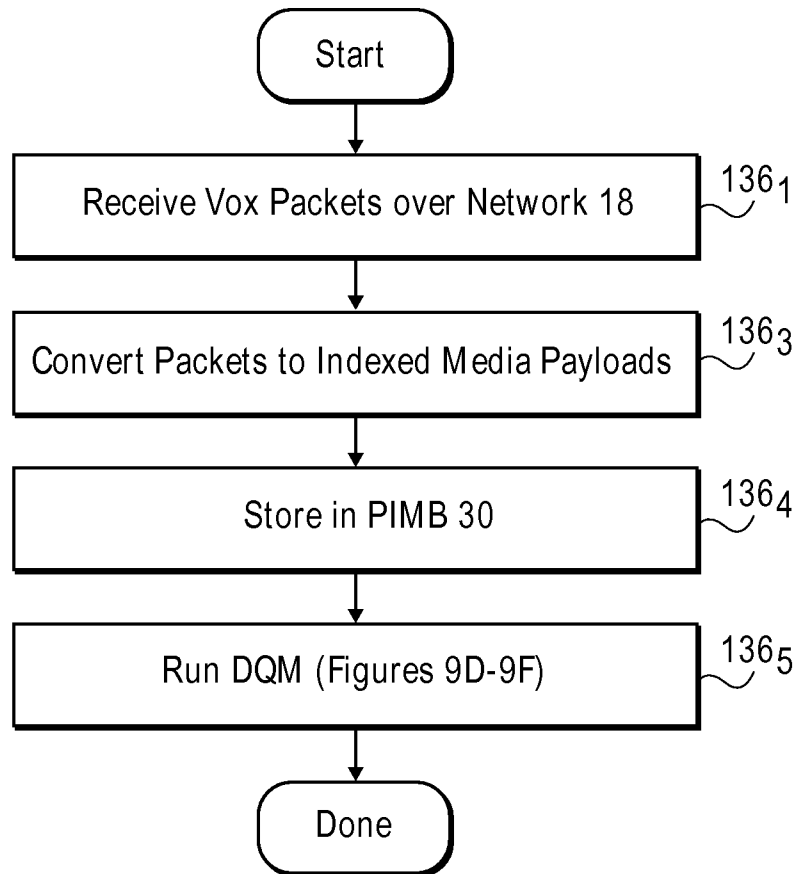 Start
Receive Vox Packets over Network 18
136₁
Convert Packets to Indexed Media Payloads
136₃
Store in PIMB 30
136₄
Run DQM (Figures 9D-9F)
136₅
Done